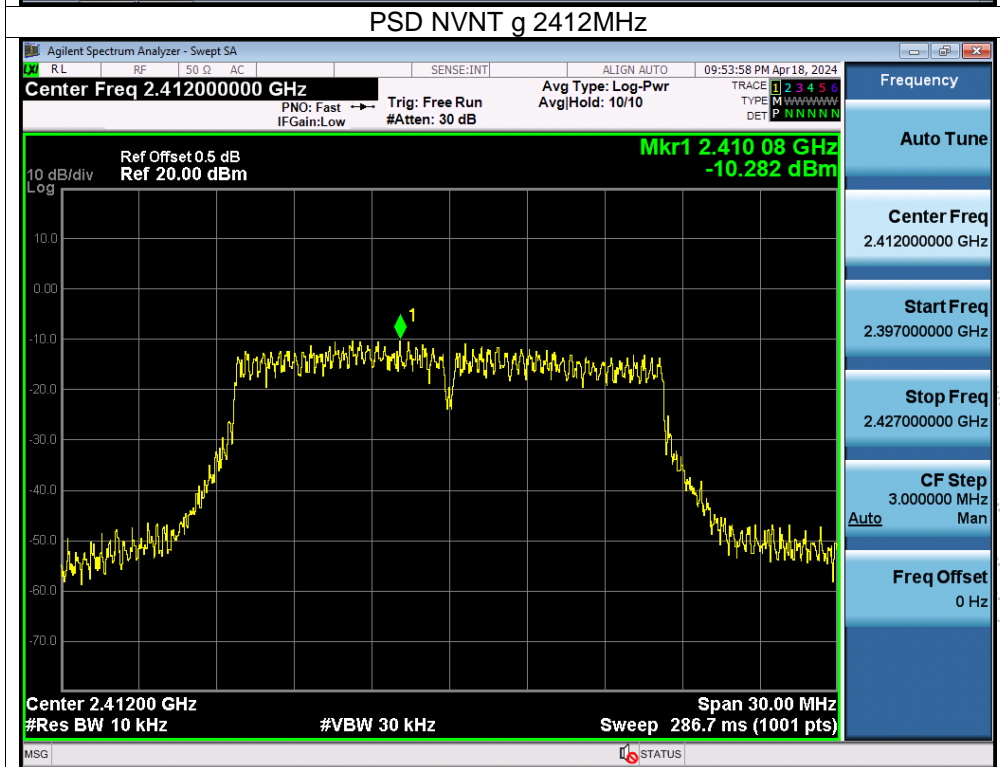 PSD NVNT g 2412MHz
Agilent Spectrum Analyzer - Swept SA
LXI RL RF 50 Ω AC SENSE:INT ALIGN AUTO 09:53:58 PM Apr 18, 2024
Center Freq 2.412000000 GHz
PNO: Fast
IFGain:Low
Trig: Free Run
#Atten: 30 dB
Avg Type: Log-Pwr
Avg|Hold: 10/10
TRACE 1 2 3 4 5 6
TYPE M WWWWW
DET P N N N N N
Mkr1 2.410 08 GHz
-10.282 dBm
Ref Offset 0.5 dB
10 dB/div Ref 20.00 dBm
Log
10.0
0.00
-10.0
-20.0
-30.0
-40.0
-50.0
-60.0
-70.0
1
Center 2.41200 GHz Span 30.00 MHz
#Res BW 10 kHz #VBW 30 kHz Sweep 286.7 ms (1001 pts)
MSG STATUS
Frequency
Auto Tune
Center Freq
2.412000000 GHz
Start Freq
2.397000000 GHz
Stop Freq
2.427000000 GHz
CF Step
3.000000 MHz
Auto Man
Freq Offset
0 Hz